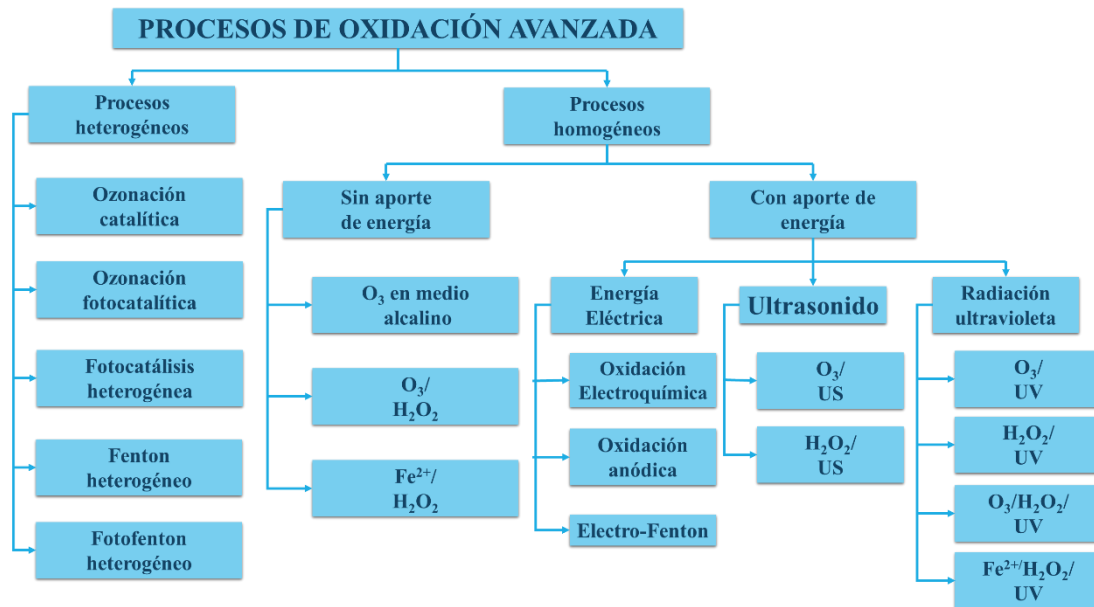 PROCESOS DE OXIDACIÓN AVANZADA
Procesos
heterogéneos
Procesos
homogéneos
Ozonación
catalítica
Ozonación
fotocatalítica
Fotocatálisis
heterogénea
Fenton
heterogéneo
Fotofenton
heterogéneo
Sin aporte
de energía
O₃ en medio
alcalino
O₃/
H₂O₂
Fe²⁺/
H₂O₂
Con aporte de
energía
Energía
Eléctrica
Oxidación
Electroquímica
Oxidación
anódica
Electro-Fenton
Ultrasonido
O₃/
US
H₂O₂/
US
Radiación
ultravioleta
O₃/
UV
H₂O₂/
UV
O₃/H₂O₂/
UV
Fe²⁺/H₂O₂/
UV